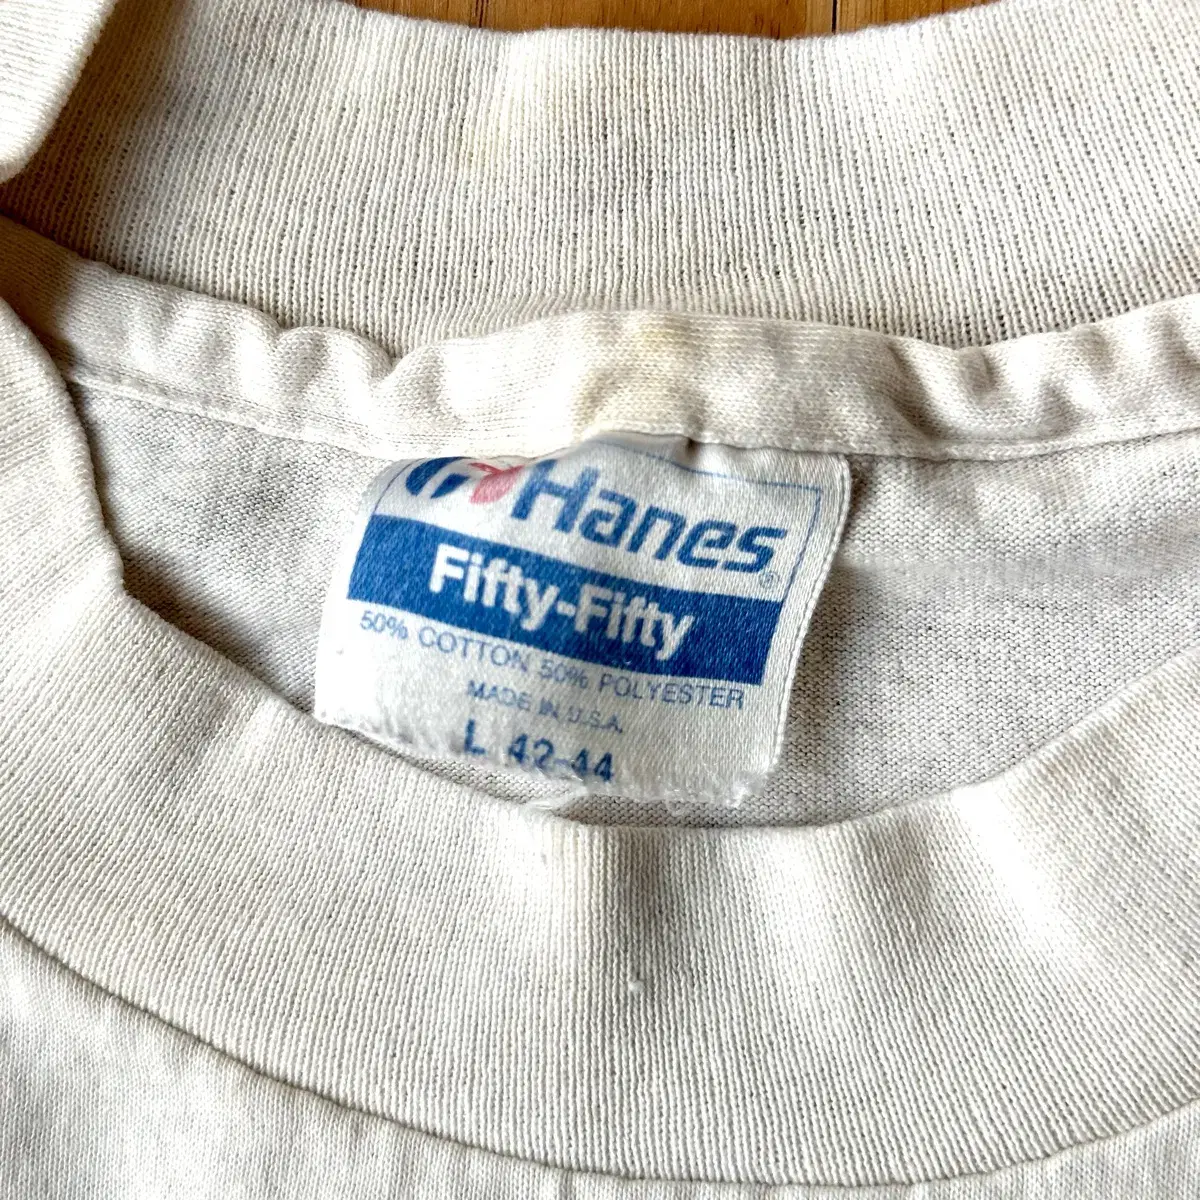 Hanes®
Fifty-Fifty
50% COTTON 50% POLYESTER
MADE IN U.S.A.
L 42-44